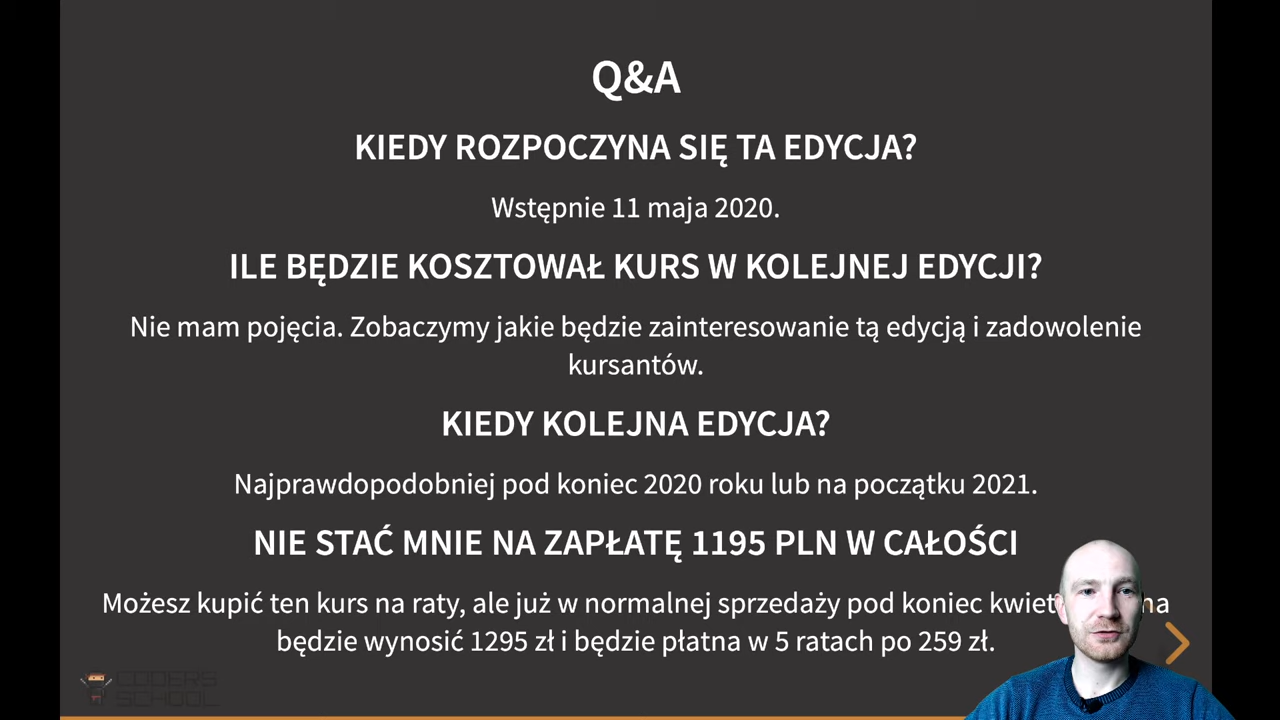 Q&A
KIEDY ROZPOCZYNA SIĘ TA EDYCJA?
Wstępnie 11 maja 2020.
ILE BĘDZIE KOSZTOWAŁ KURS W KOLEJNEJ EDYCJI?
Nie mam pojęcia. Zobaczymy jakie będzie zainteresowanie tą edycją i zadowolenie
kursantów.
KIEDY KOLEJNA EDYCJA?
Najprawdopodobniej pod koniec 2020 roku lub na początku 2021.
NIE STAĆ MNIE NA ZAPŁATĘ 1195 PLN W CAŁOŚCI
Możesz kupić ten kurs na raty, ale już w normalnej sprzedaży pod koniec
będzie wynosić 1295 zł i będzie płatna w 5 ratach po 259 zł.
CODERS
SCHOOL